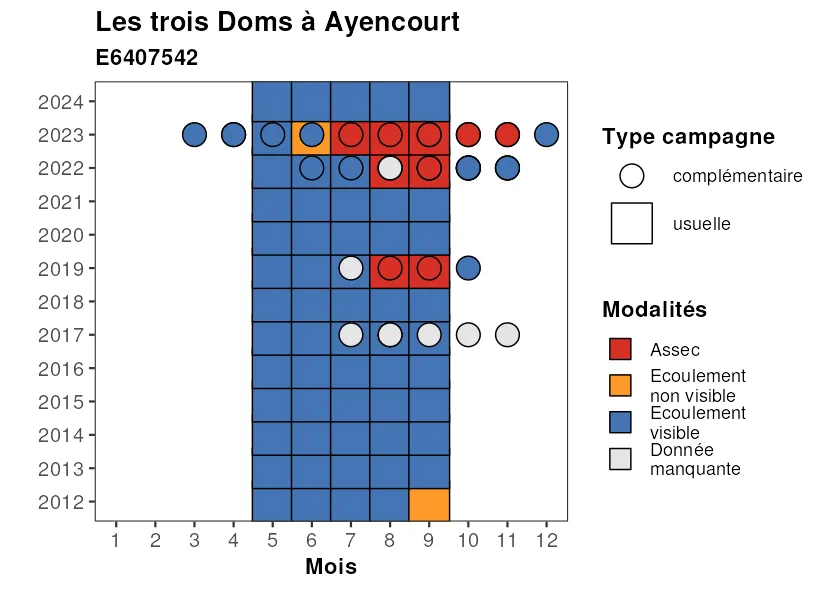 Les trois Doms à Ayencourt
E6407542
2024
2023
2022
2021
2020
2019
2018
2017
2016
2015
2014
2013
2012
1 2 3 4 5 6 7 8 9 10 11 12
Mois
Type campagne
complémentaire
usuelle
Modalités
Assec
Ecoulement
non visible
Ecoulement
visible
Donnée
manquante